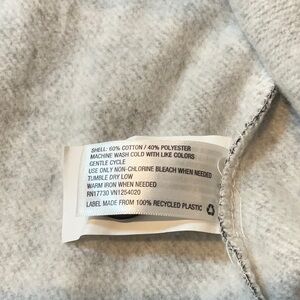 SHELL: 60% COTTON / 40% POLYESTER
MACHINE WASH COLD WITH LIKE COLORS
GENTLE CYCLE
USE ONLY NON-CHLORINE BLEACH WHEN NEEDED
TUMBLE DRY LOW
WARM IRON WHEN NEEDED
RN17730 VN1254020
LABEL MADE FROM 100% RECYCLED PLASTIC